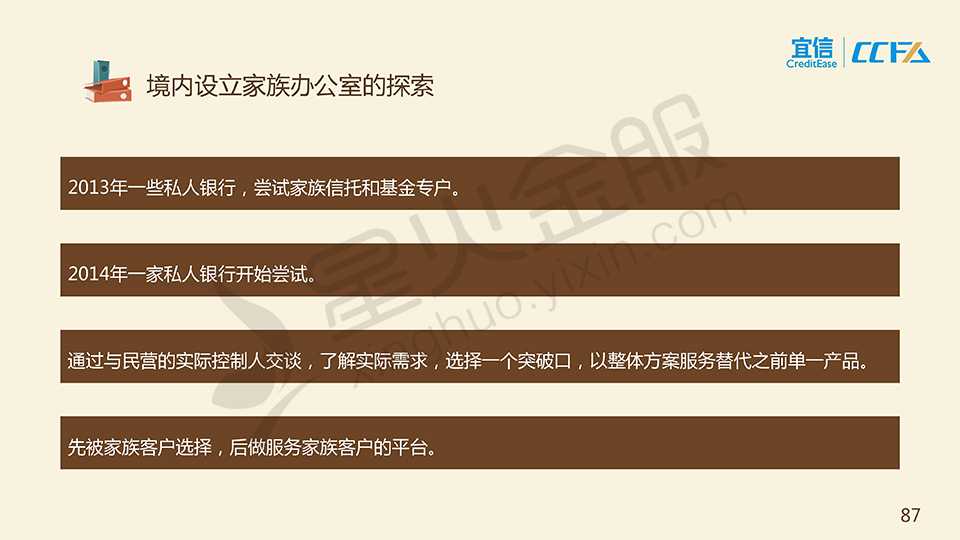 宜信
CreditEase
CCFA
境内设立家族办公室的探索
2013年一些私人银行，尝试家族信托和基金专户。
2014年一家私人银行开始尝试。
通过与民营的实际控制人交谈，了解实际需求，选择一个突破口，以整体方案服务替代之前单一产品。
先被家族客户选择，后做服务家族客户的平台。
星火金服
xinghuo.yixin.com
87